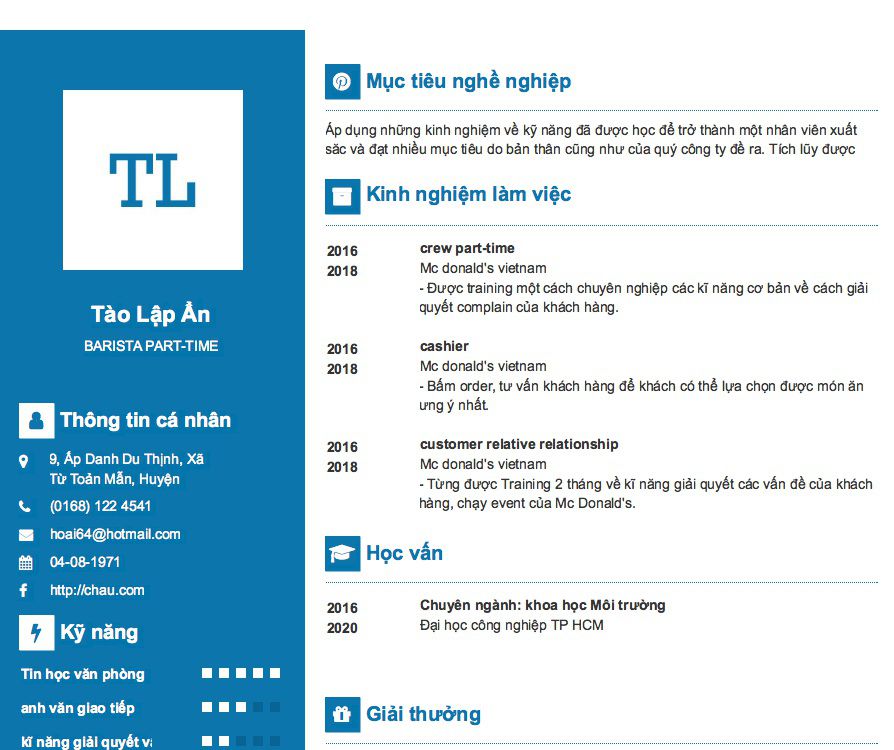 TL
Tào Lập Ẩn
BARISTA PART-TIME
Thông tin cá nhân
9, Ấp Danh Du Thịnh, Xã
Từ Toản Mẫn, Huyện
(0168) 122 4541
hoai64@hotmail.com
04-08-1971
http://chau.com
Kỹ năng
Tin học văn phòng
anh văn giao tiếp
kĩ năng giải quyết
Mục tiêu nghề nghiệp
Áp dụng những kinh nghiệm về kỹ năng đã được học để trở thành một nhân viên xuất
săc và đạt nhiều mục tiêu do bản thân cũng như của quý công ty đề ra. Tích lũy được
Kinh nghiệm làm việc
2016
2018
crew part-time
Mc donald's vietnam
- Được training một cách chuyên nghiệp các kĩ năng cơ bản về cách giải
quyết complain của khách hàng.
2016
2018
cashier
Mc donald's vietnam
- Bấm order, tư vấn khách hàng để khách có thể lựa chọn được món ăn
ưng ý nhất.
2016
2018
customer relative relationship
Mc donald's vietnam
- Từng được Training 2 tháng về kĩ năng giải quyết các vấn đề của khách
hàng, chạy event của Mc Donald's.
Học vấn
2016
2020
Chuyên ngành: khoa học Môi trường
Đại học công nghiệp TP HCM
Giải thưởng